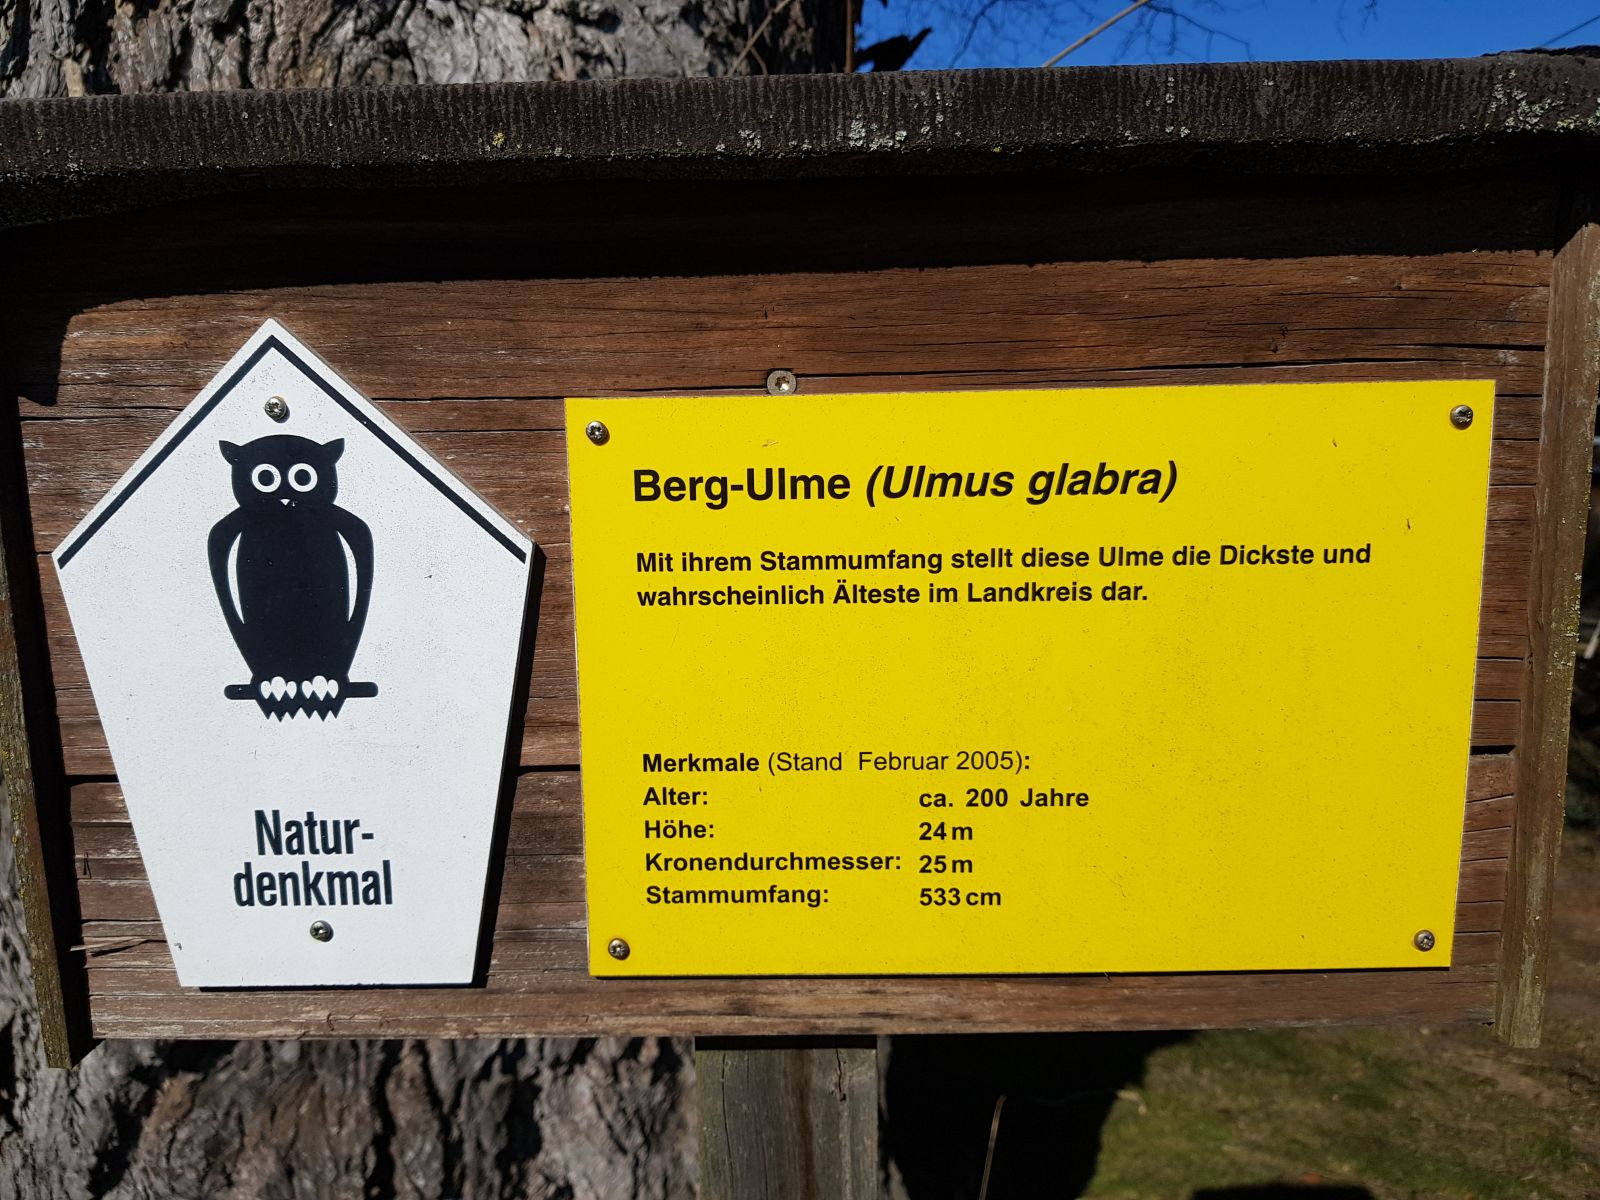 Natur-
denkmal
Berg-Ulme (Ulmus glabra)
Mit ihrem Stammumfang stellt diese Ulme die Dickste und
wahrscheinlich Älteste im Landkreis dar.
Merkmale (Stand Februar 2005):
Alter: ca. 200 Jahre
Höhe: 24 m
Kronendurchmesser: 25 m
Stammumfang: 533 cm